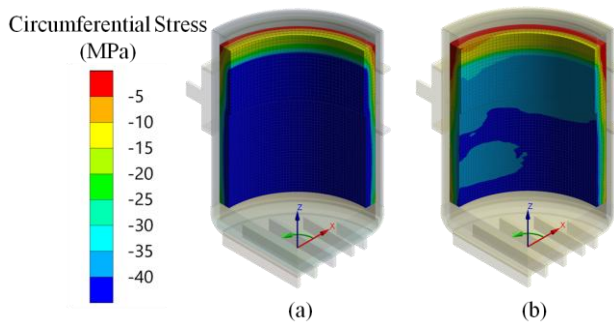 Circumferential Stress
(MPa)
-5
-10
-15
-20
-25
-30
-35
-40
Z
X
Z
X
(a)
(b)